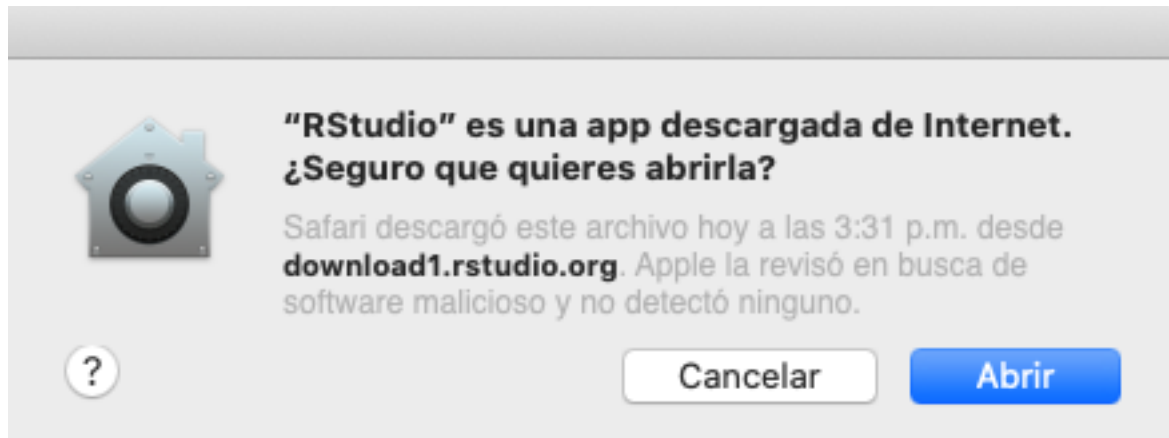 “RStudio” es una app descargada de Internet.
¿Seguro que quieres abrirla?
Safari descargó este archivo hoy a las 3:31 p.m. desde
download1.rstudio.org. Apple la revisó en busca de
software malicioso y no detectó ninguno.
?
Cancelar
Abrir